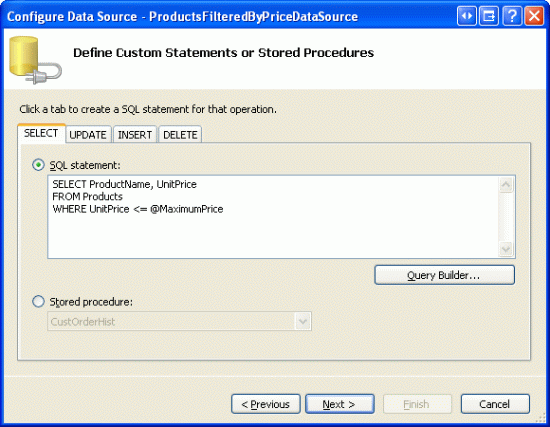 Configure Data Source - ProductsFilteredByPriceDataSource
Define Custom Statements or Stored Procedures
Click a tab to create a SQL statement for that operation.
SELECT UPDATE INSERT DELETE
SQL statement:
SELECT ProductName, UnitPrice
FROM Products
WHERE UnitPrice <= @MaximumPrice
Query Builder...
Stored procedure:
CustOrderHist
< Previous Next > Finish Cancel